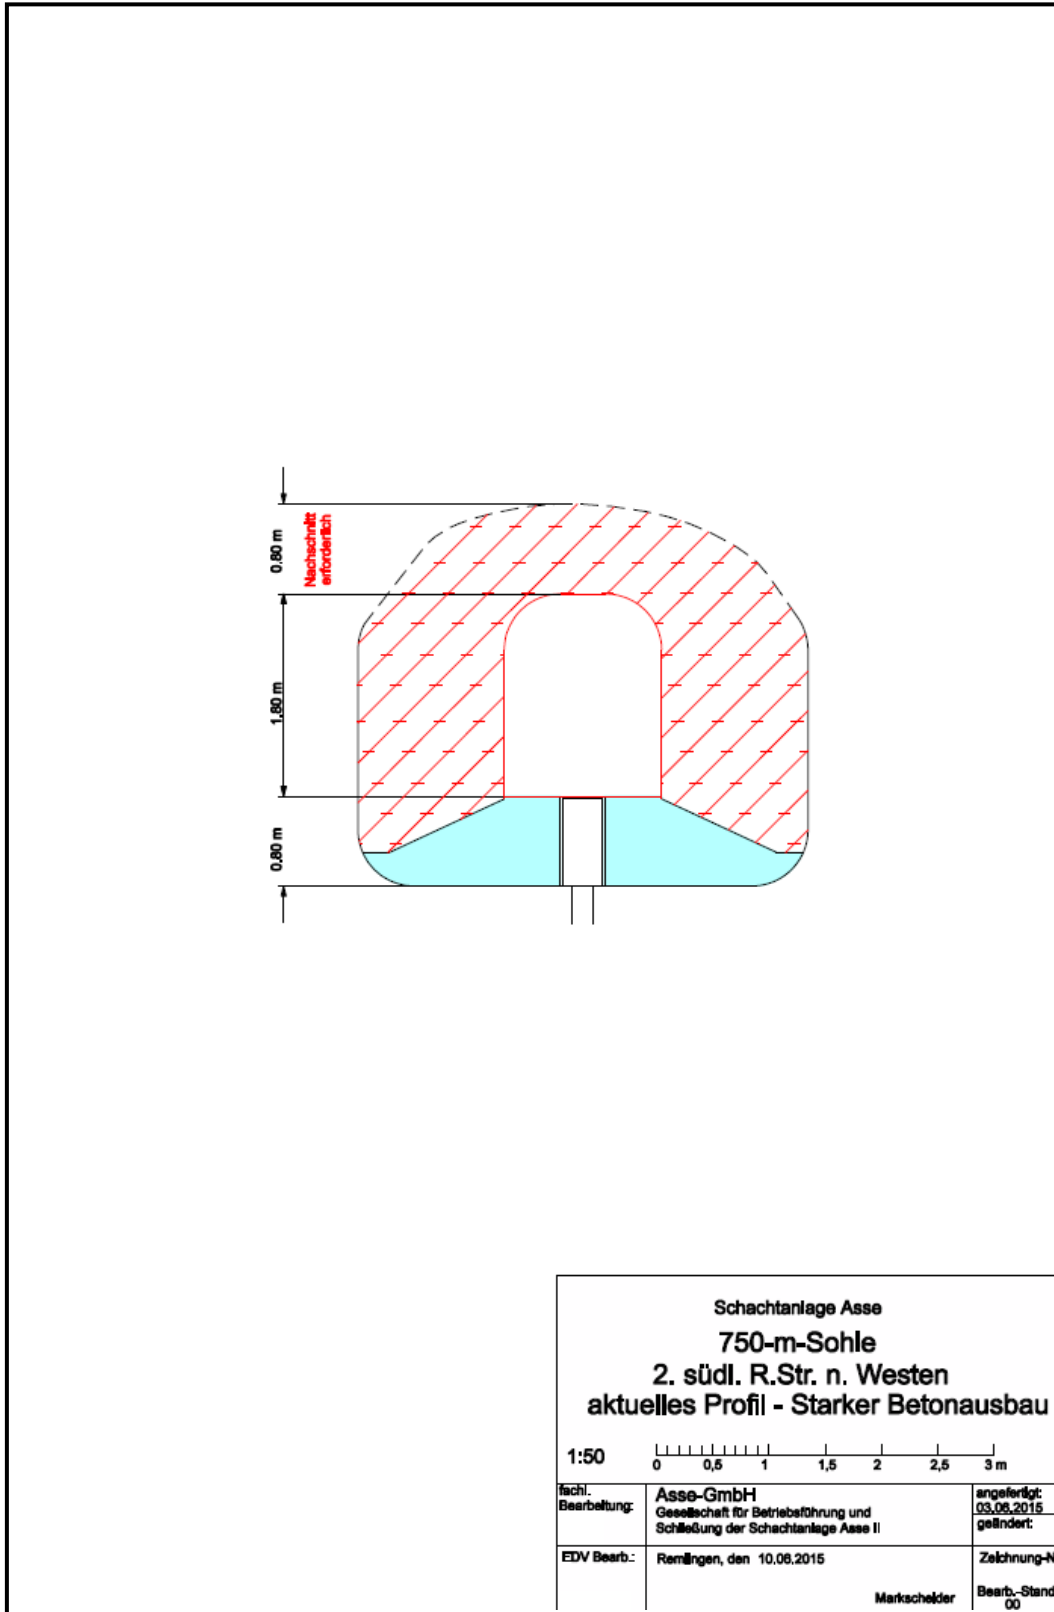 0.80 m
Nachschnitt
erforderlich
1.80 m
0.80 m
Schachtanlage Asse
750-m-Sohle
2. südl. R.Str. n. Westen
aktuelles Profil - Starker Betonausbau
1:50
0 0,5 1 1,5 2 2,5 3 m
fachl.
Bearbeitung:
Asse-GmbH
Gesellschaft für Betriebsführung und
Schließung der Schachtanlage Asse II
angefertigt:
03.06.2015
geändert:
EDV Bearb.:
Remlingen, den 10.06.2015
Markscheider
Zeichnung-N
Bearb.-Stand
00